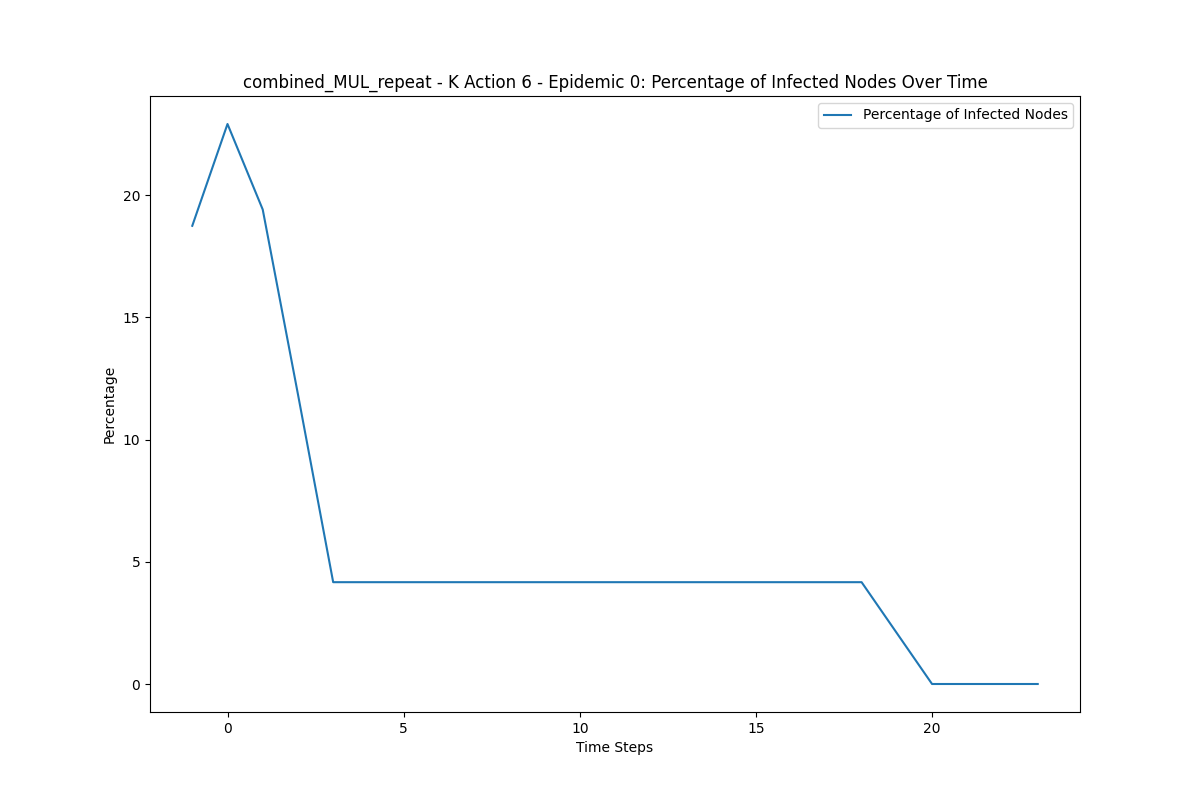 combined_MUL_repeat - K Action 6 - Epidemic 0: Percentage of Infected Nodes Over Time
Percentage of Infected Nodes
Percentage
20
15
10
5
0
0 5 10 15 20
Time Steps